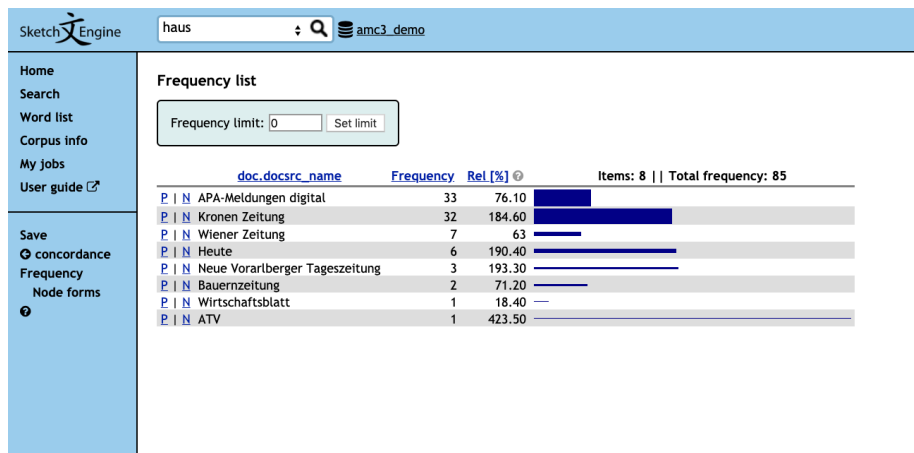 Sketch Engine
haus
amc3_demo
Home
Search
Word list
Corpus info
My jobs
User guide
Save
concordance
Frequency
Node forms
?
Frequency list
Frequency limit: 0 Set limit
doc.docsrc_name Frequency Rel [%] ? Items: 8 || Total frequency: 85
P | N APA-Meldungen digital 33 76.10
P | N Kronen Zeitung 32 184.60
P | N Wiener Zeitung 7 63
P | N Heute 6 190.40
P | N Neue Vorarlberger Tageszeitung 3 193.30
P | N Bauernzeitung 2 71.20
P | N Wirtschaftsblatt 1 18.40
P | N ATV 1 423.50